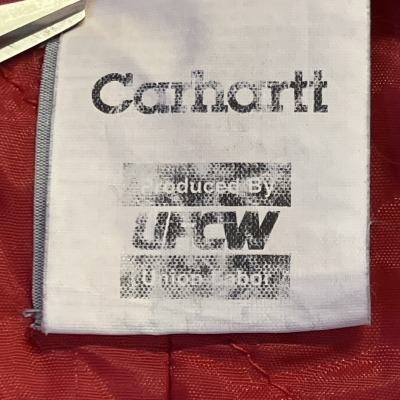 Carhartt
Produced By
UFCW
Union Labor